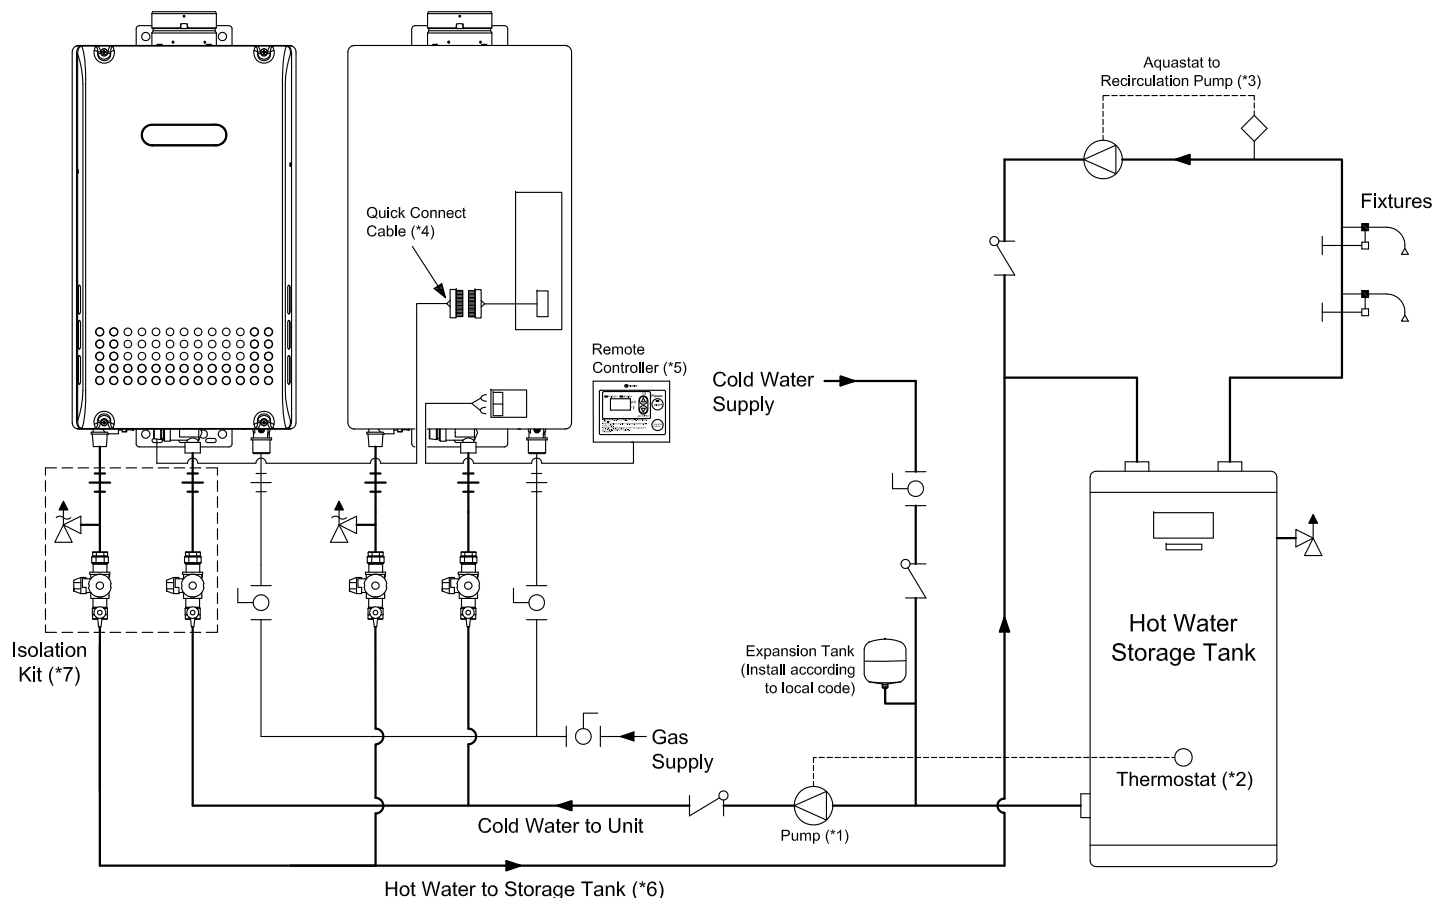 Aquastat to
Recirculation Pump (*3)
Fixtures
Quick Connect
Cable (*4)
Remote
Controller (*5)
Cold Water
Supply
Isolation
Kit (*7)
Expansion Tank
(Install according
to local code)
Hot Water
Storage Tank
Gas
Supply
Thermostat (*2)
Cold Water to Unit
Pump (*1)
Hot Water to Storage Tank (*6)